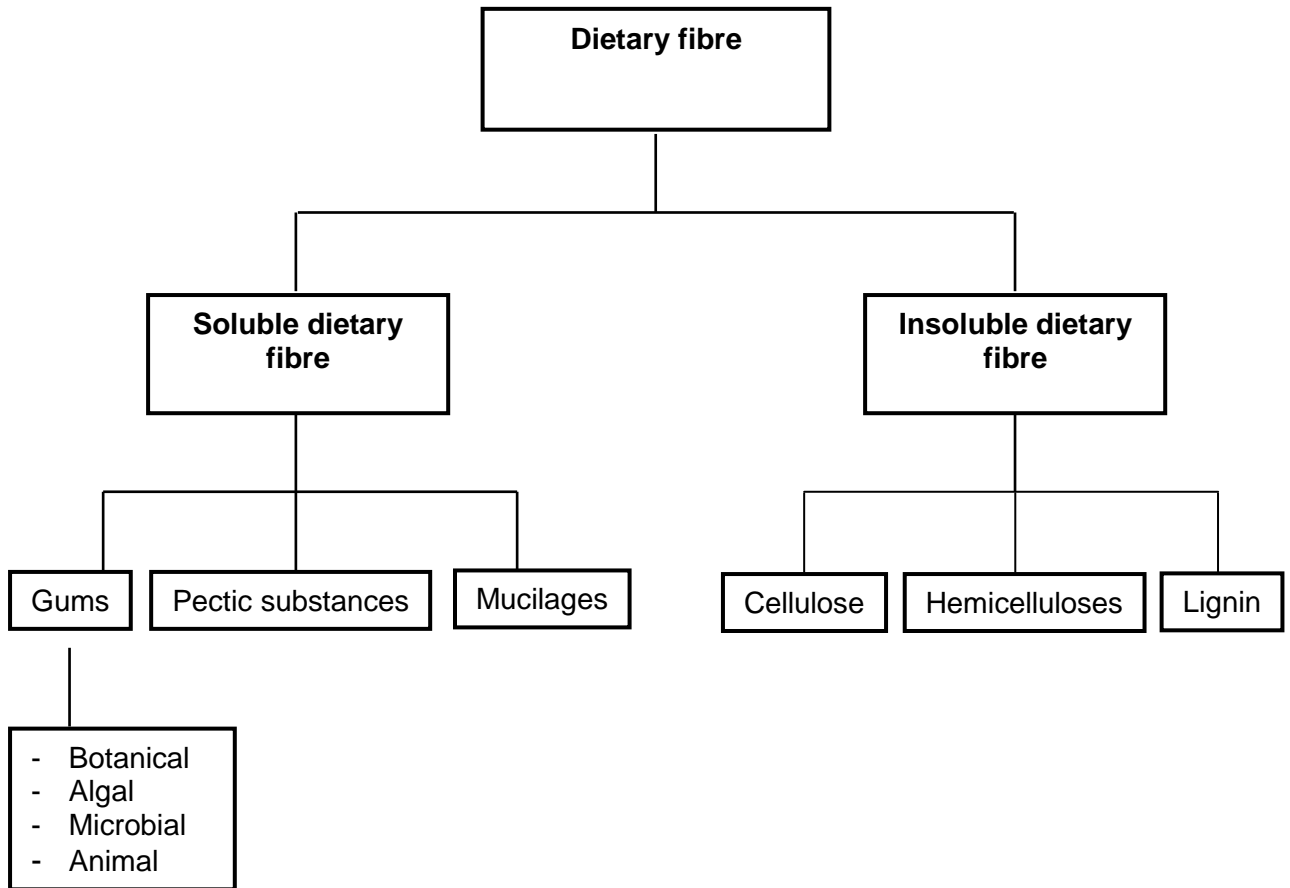 Dietary fibre
Soluble dietary
fibre
Insoluble dietary
fibre
Gums
Pectic substances
Mucilages
Cellulose
Hemicelluloses
Lignin
- Botanical
- Algal
- Microbial
- Animal